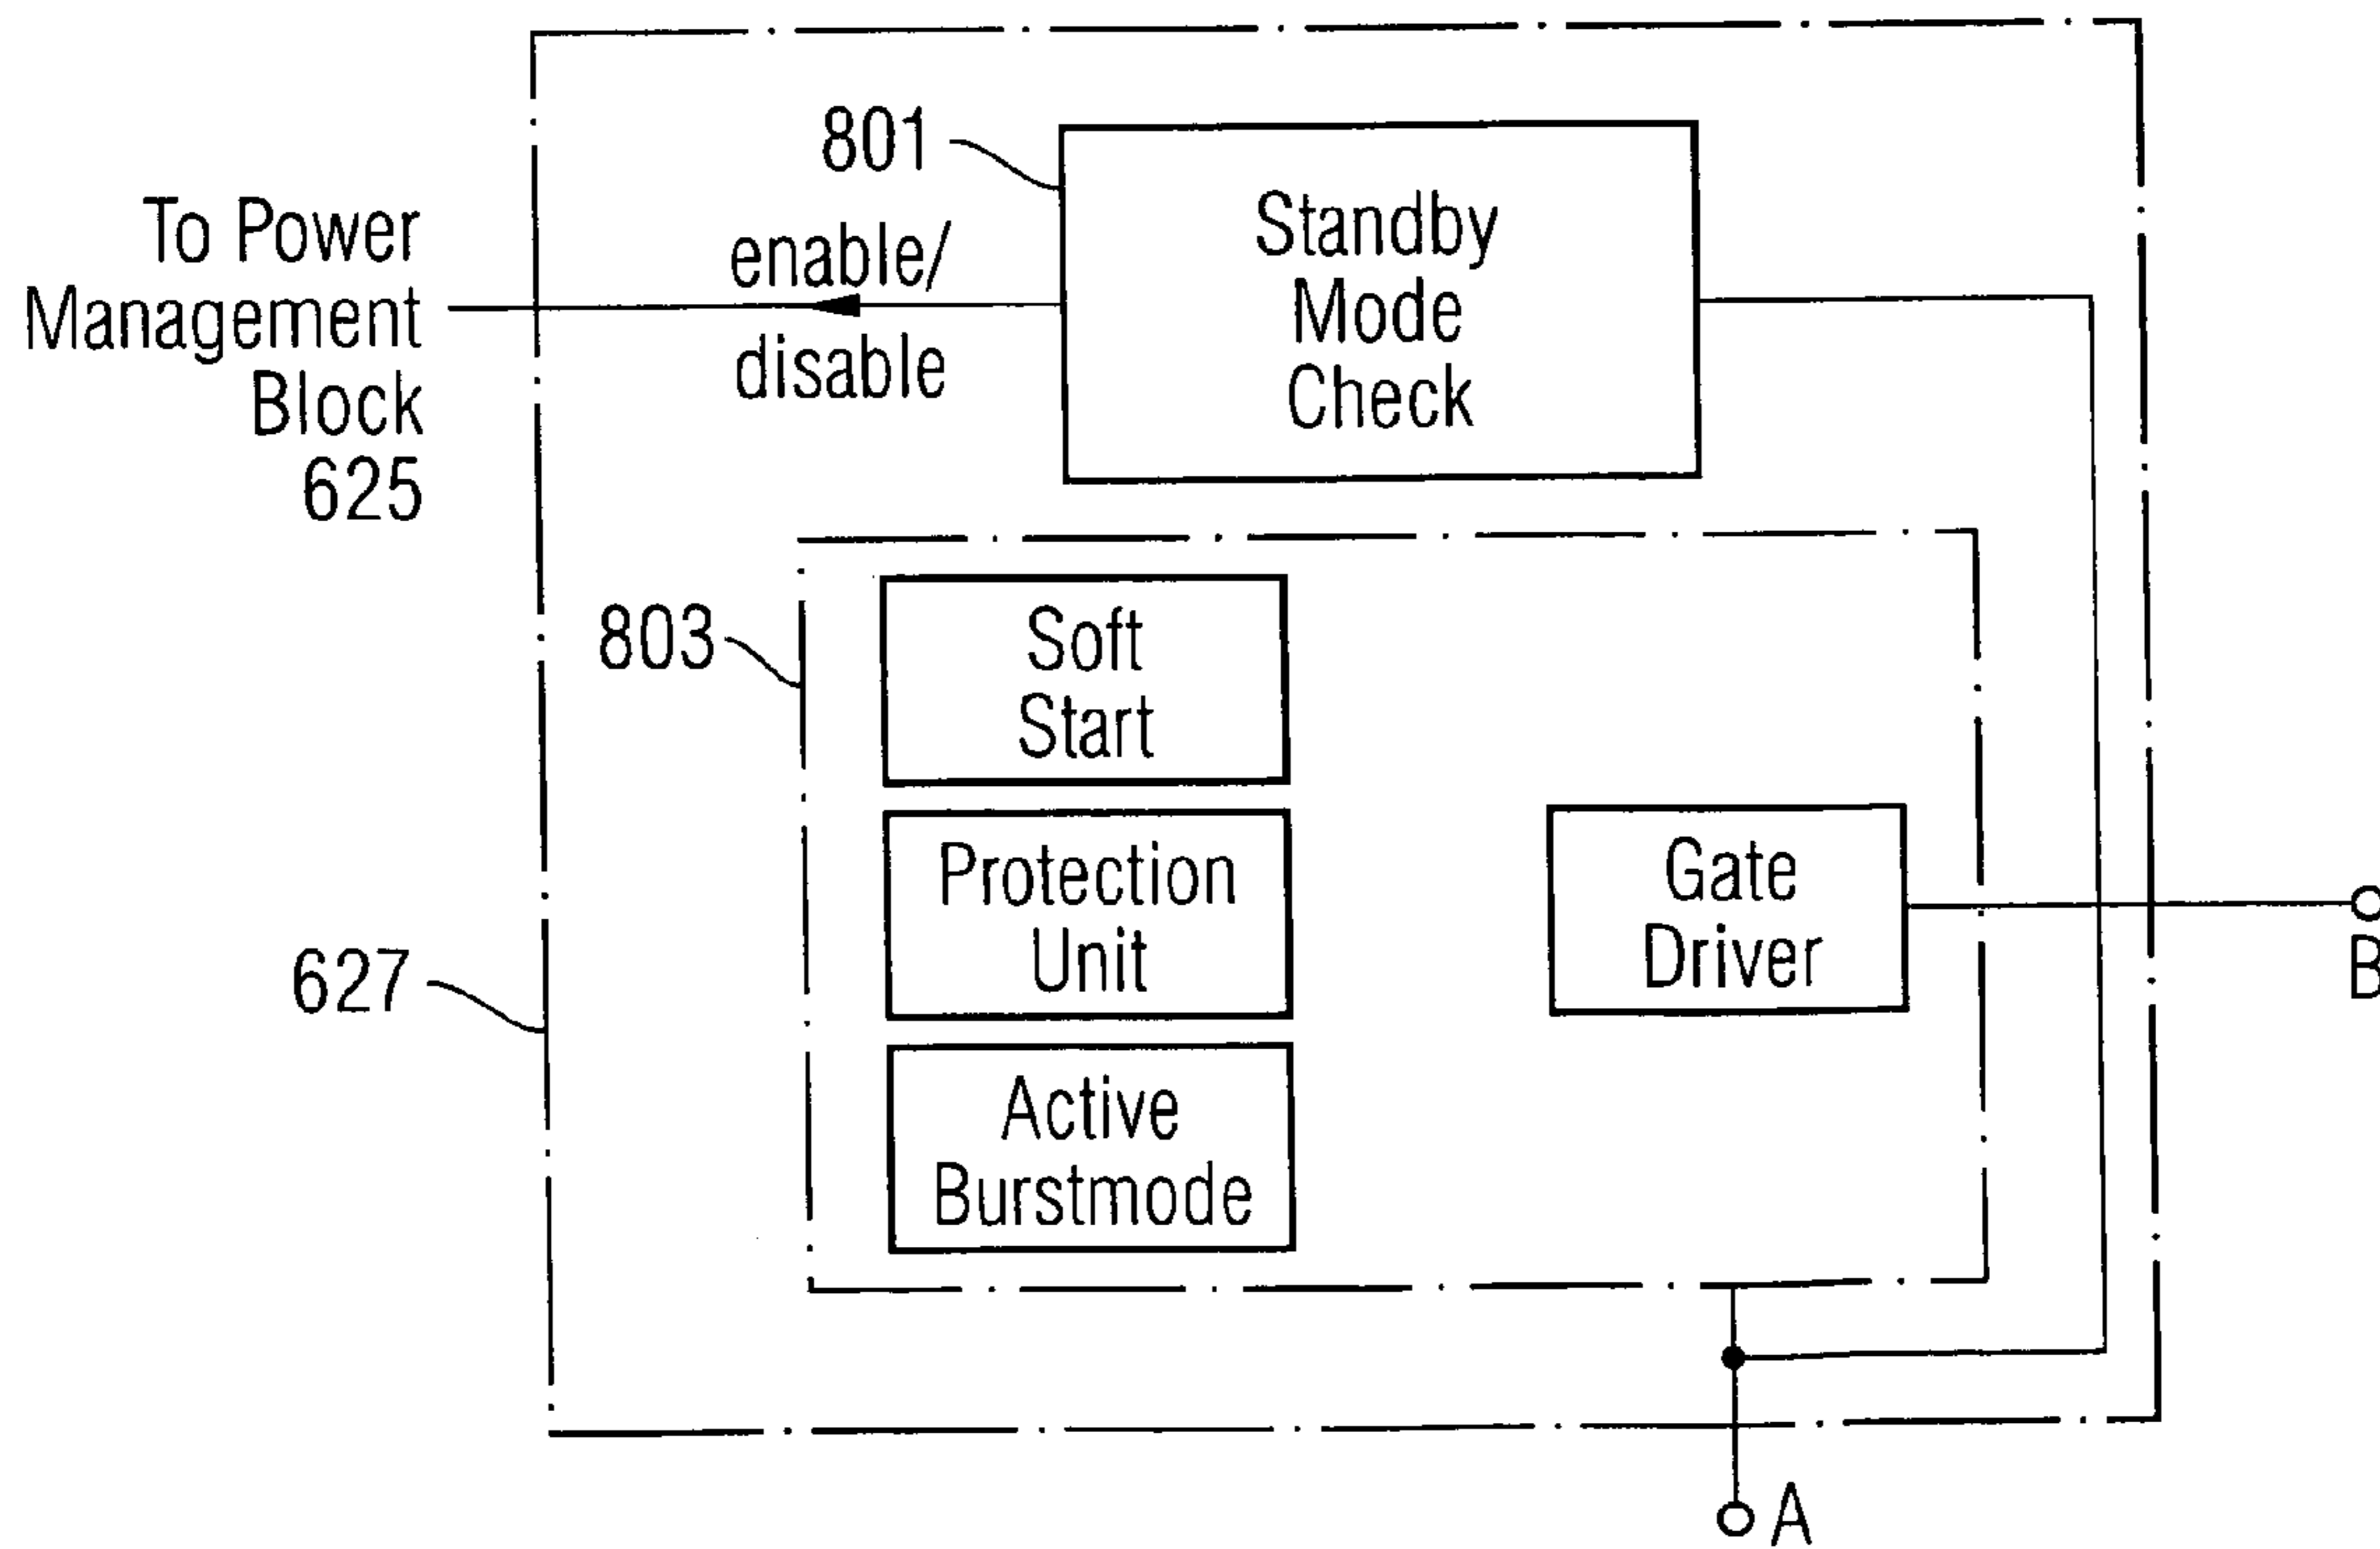 801
To Power
Management
Block
625
enable/
disable
Standby
Mode
Check
803
Soft
Start
Protection
Unit
Active
Burstmode
Gate
Driver
627
B
A